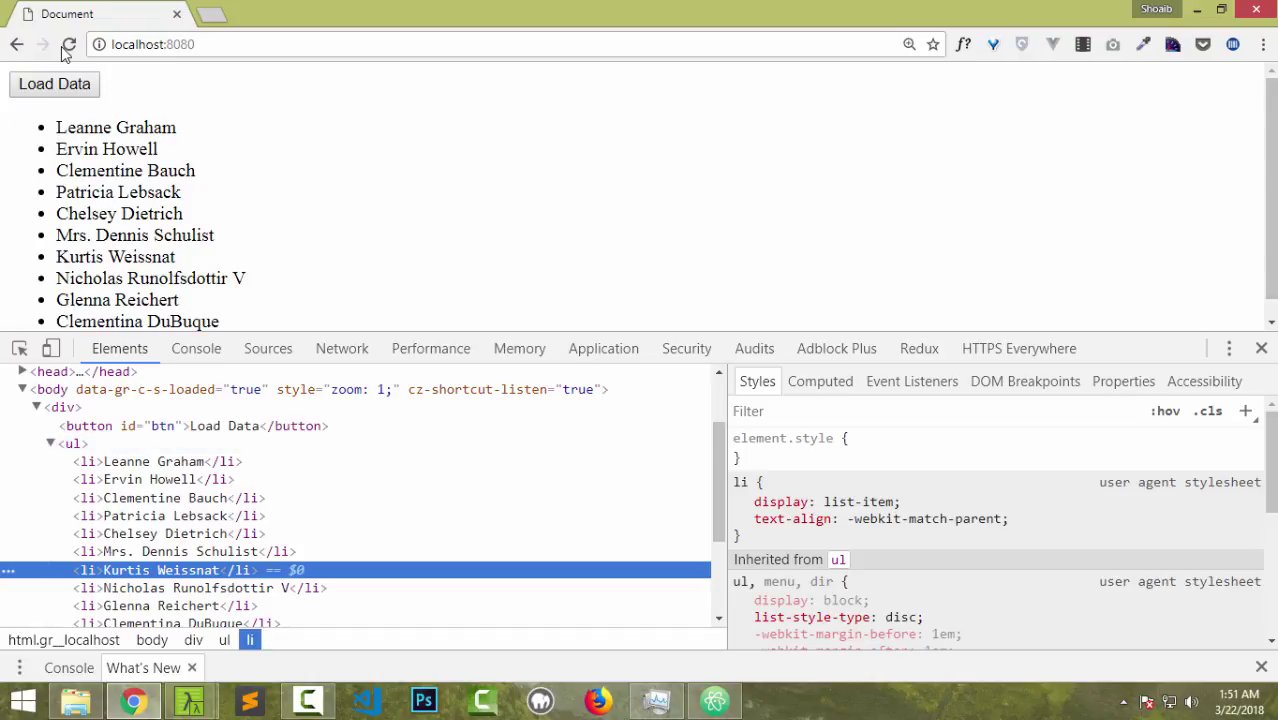 Document
Shoaib
localhost:8080
f?
Load Data
Leanne Graham
Ervin Howell
Clementine Bauch
Patricia Lebsack
Chelsey Dietrich
Mrs. Dennis Schulist
Kurtis Weissnat
Nicholas Runolfsdottir V
Glenna Reichert
Clementina DuBuque
Elements Console Sources Network Performance Memory Application Security Audits Adblock Plus Redux HTTPS Everywhere
<head>…</head>
<body data-gr-c-s-loaded="true" style="zoom: 1;" cz-shortcut-listen="true">
<div>
<button id="btn">Load Data</button>
<ul>
<li>Leanne Graham</li>
<li>Ervin Howell</li>
<li>Clementine Bauch</li>
<li>Patricia Lebsack</li>
<li>Chelsey Dietrich</li>
<li>Mrs. Dennis Schulist</li>
… <li>Kurtis Weissnat</li> == $0
<li>Nicholas Runolfsdottir V</li>
<li>Glenna Reichert</li>
<li>Clementina DuBuque</li>
html.gr__localhost body div ul li
Styles Computed Event Listeners DOM Breakpoints Properties Accessibility
Filter :hov .cls +
element.style {
}
li { user agent stylesheet
display: list-item;
text-align: -webkit-match-parent;
}
Inherited from ul
ul, menu, dir { user agent stylesheet
display: block;
list-style-type: disc;
-webkit-margin-before: 1em;
Console What's New
Ps
1:51 AM
3/22/2018